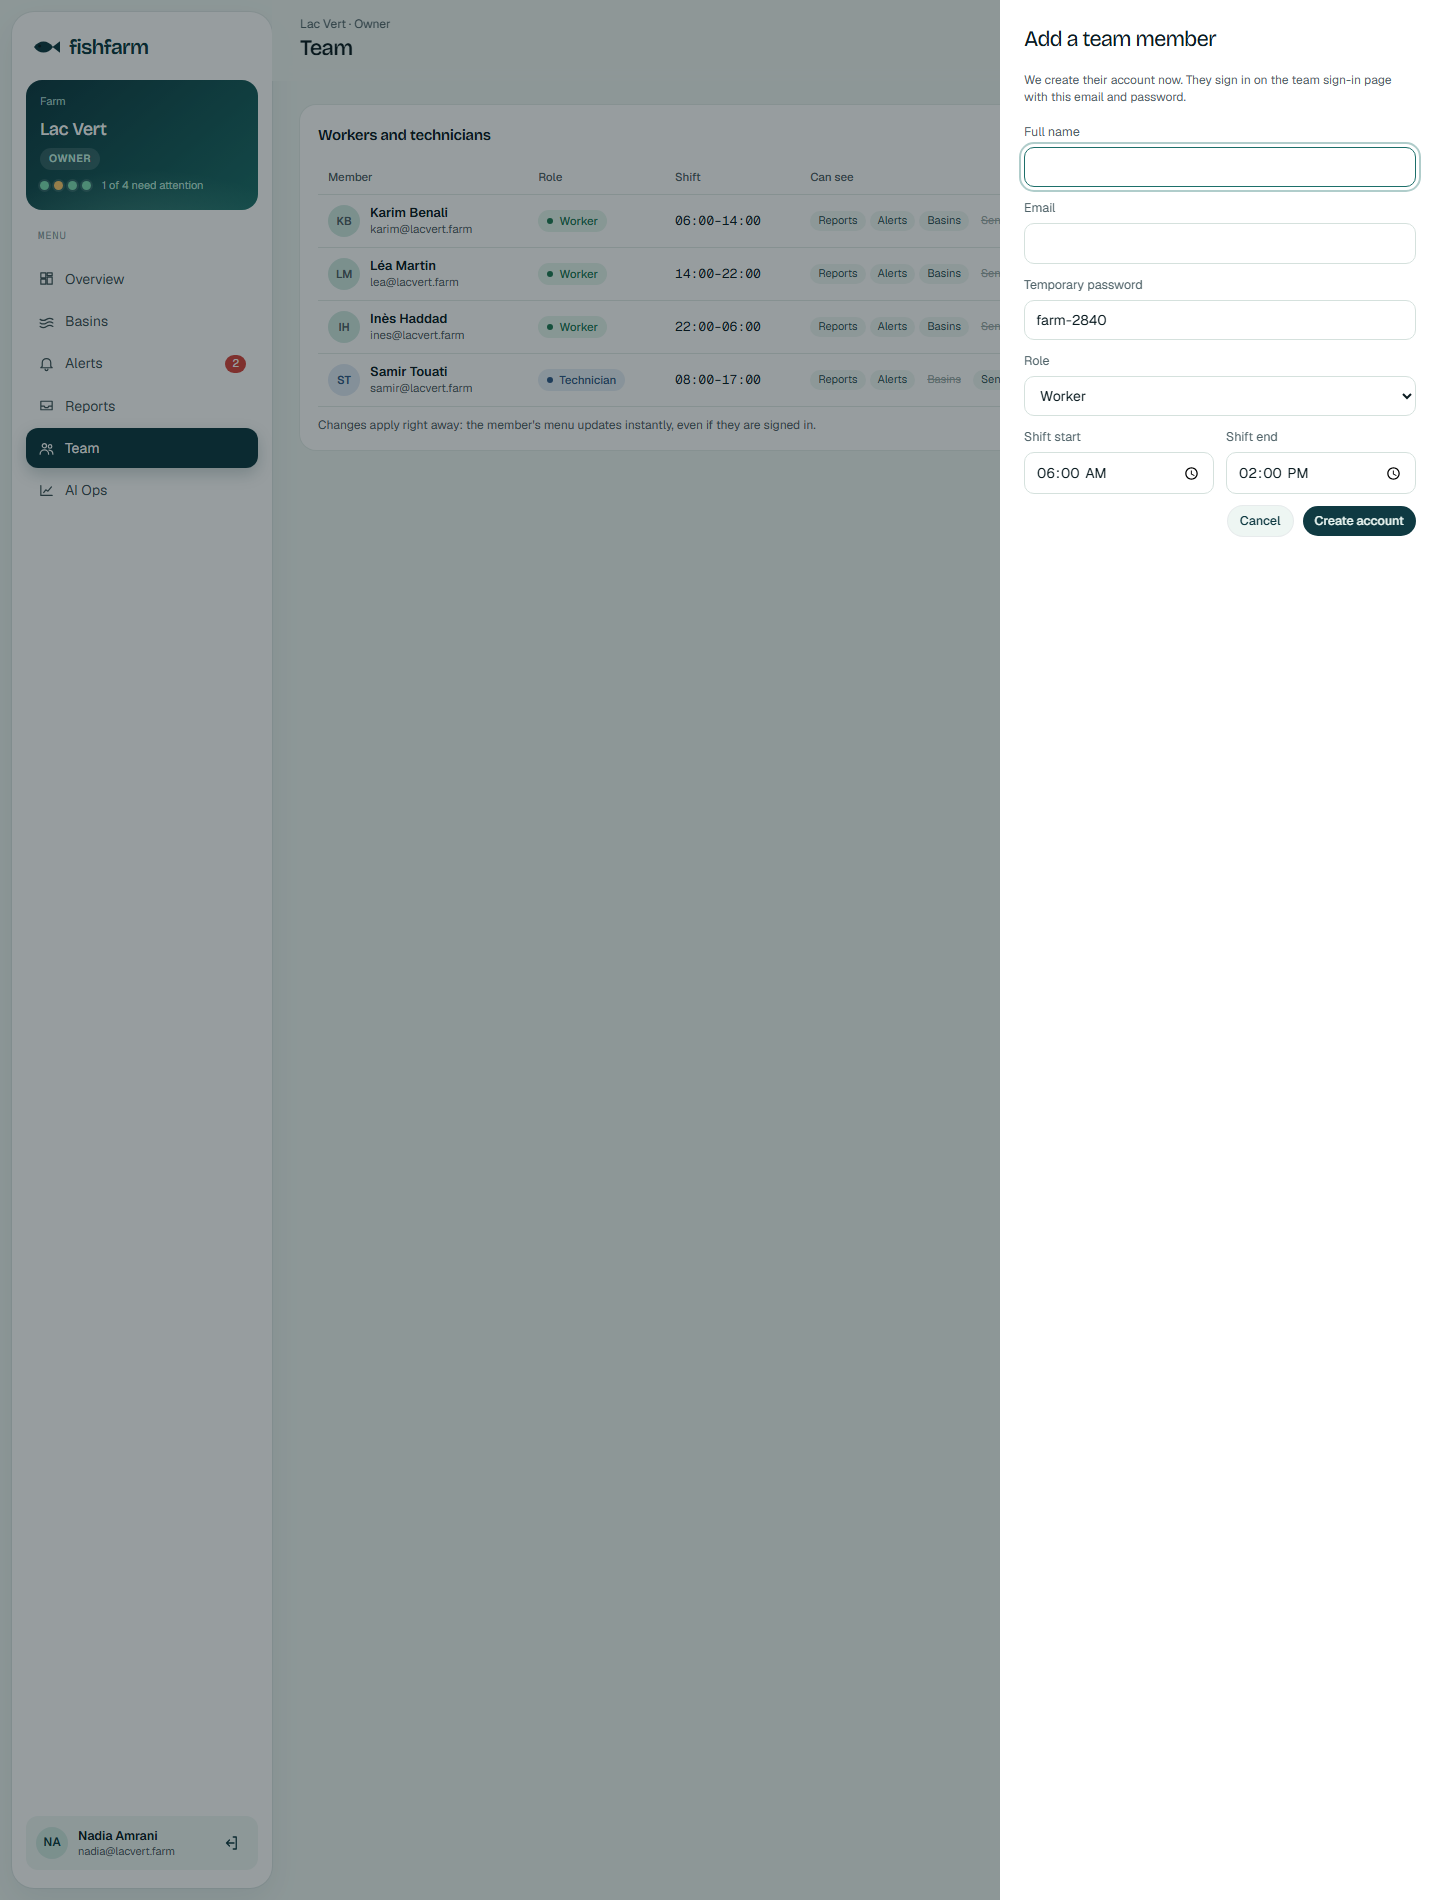 fishfarm
Farm
Lac Vert
OWNER
1 of 4 need attention
MENU
Overview
Basins
Alerts 2
Reports
Team
AI Ops
NA Nadia Amrani
nadia@lacvert.farm
Lac Vert · Owner
Team
Workers and technicians
Member Role Shift Can see
KB Karim Benali Worker 06:00–14:00 Reports Alerts Basins
karim@lacvert.farm
LM Léa Martin Worker 14:00–22:00 Reports Alerts Basins
lea@lacvert.farm
IH Inès Haddad Worker 22:00–06:00 Reports Alerts Basins
ines@lacvert.farm
ST Samir Touati Technician 08:00–17:00 Reports Alerts Basins
samir@lacvert.farm
Changes apply right away: the member's menu updates instantly, even if they are signed in.
Add a team member
We create their account now. They sign in on the team sign-in page
with this email and password.
Full name
Email
Temporary password
farm-2840
Role
Worker
Shift start Shift end
06:00 AM 02:00 PM
Cancel Create account